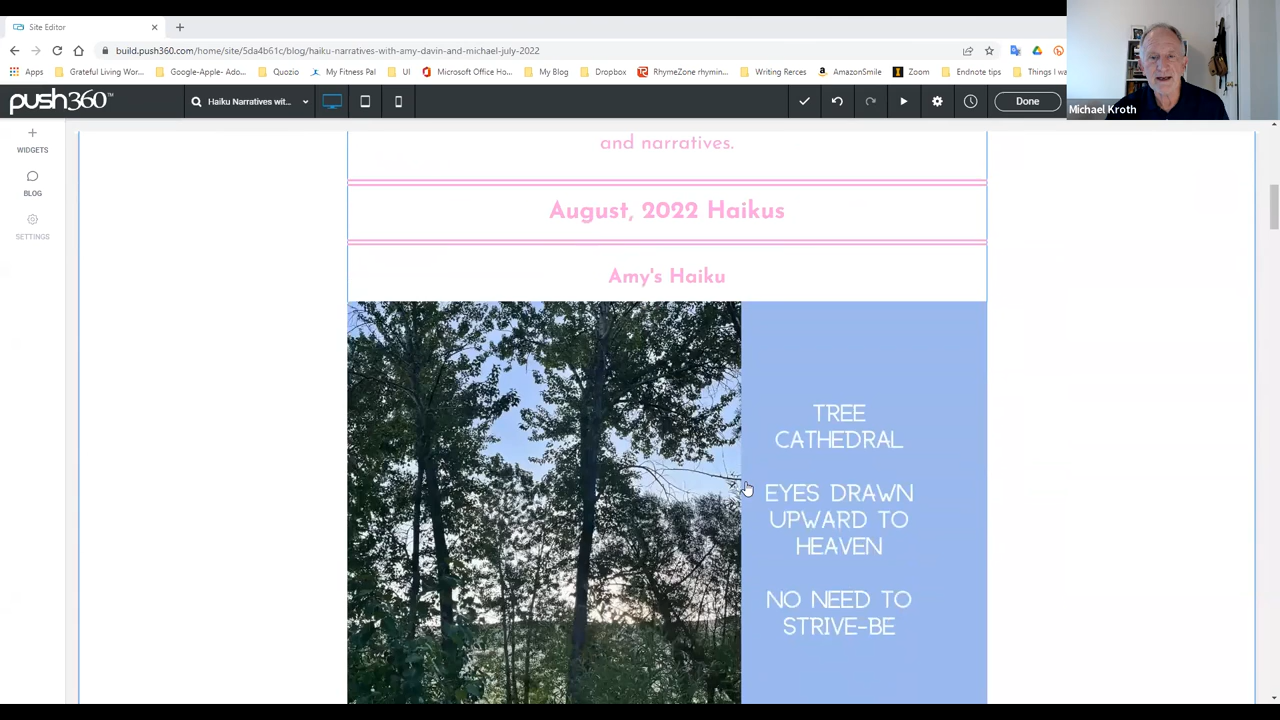 Site Editor
build.push360.com/home/site/5da4b61c/blog/haiku-narratives-with-amy-davin-and-michael-july-2022
Apps Grateful Living Wor... Google-Apple- Ado... Quozio My Fitness Pal UI Microsoft Office Ho... My Blog Dropbox RhymeZone rhymin... Writing Rerces AmazonSmile Zoom Endnote tips Things I wa
push360™ Haiku Narratives wit... Done
Michael Kroth
WIDGETS
BLOG
SETTINGS
and narratives.
August, 2022 Haikus
Amy's Haiku
TREE
CATHEDRAL
EYES DRAWN
UPWARD TO
HEAVEN
NO NEED TO
STRIVE-BE